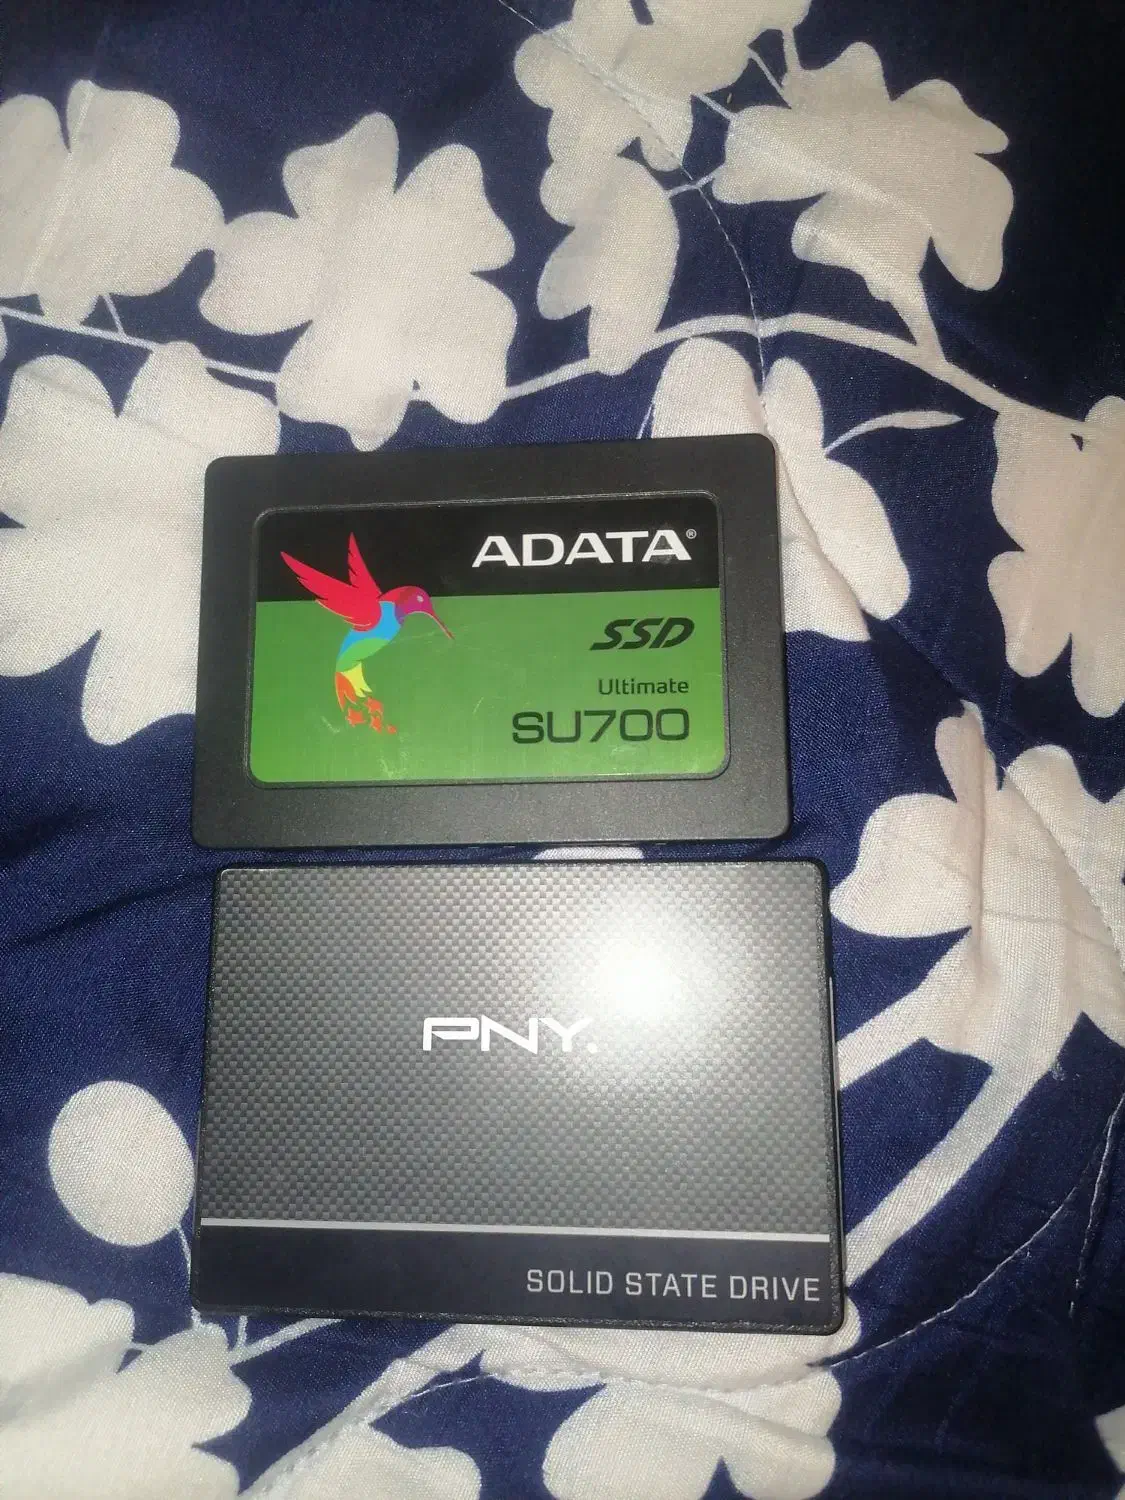 ADATA®
SSD
Ultimate
SU700
PNY.
SOLID STATE DRIVE